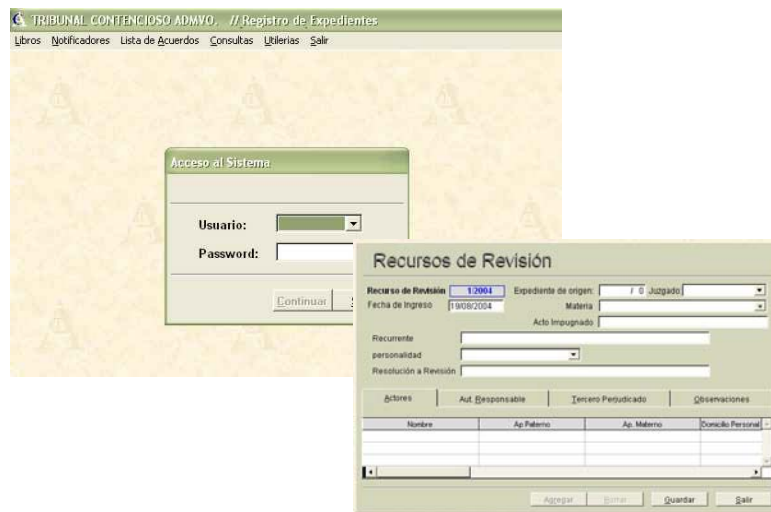 TRIBUNAL CONTENCIOSO ADMVO. // Registro de Expedientes
Libros Notificadores Lista de Acuerdos Consultas Utilerias Salir
Acceso al Sistema
Usuario:
Password:
Continuar
Recursos de Revisión
Recurso de Revisión 1/2004 Expediente de origen: / 0 Juzgado
Fecha de Ingreso 19/08/2004 Materia
Acto Impugnado
Recurrente
personalidad
Resolución a Revisión
Actores Aut. Responsable Tercero Perjudicado Observaciones
Nombre Ap Paterno Ap. Materno Domicilio Personal
Agregar Borrar Guardar Salir